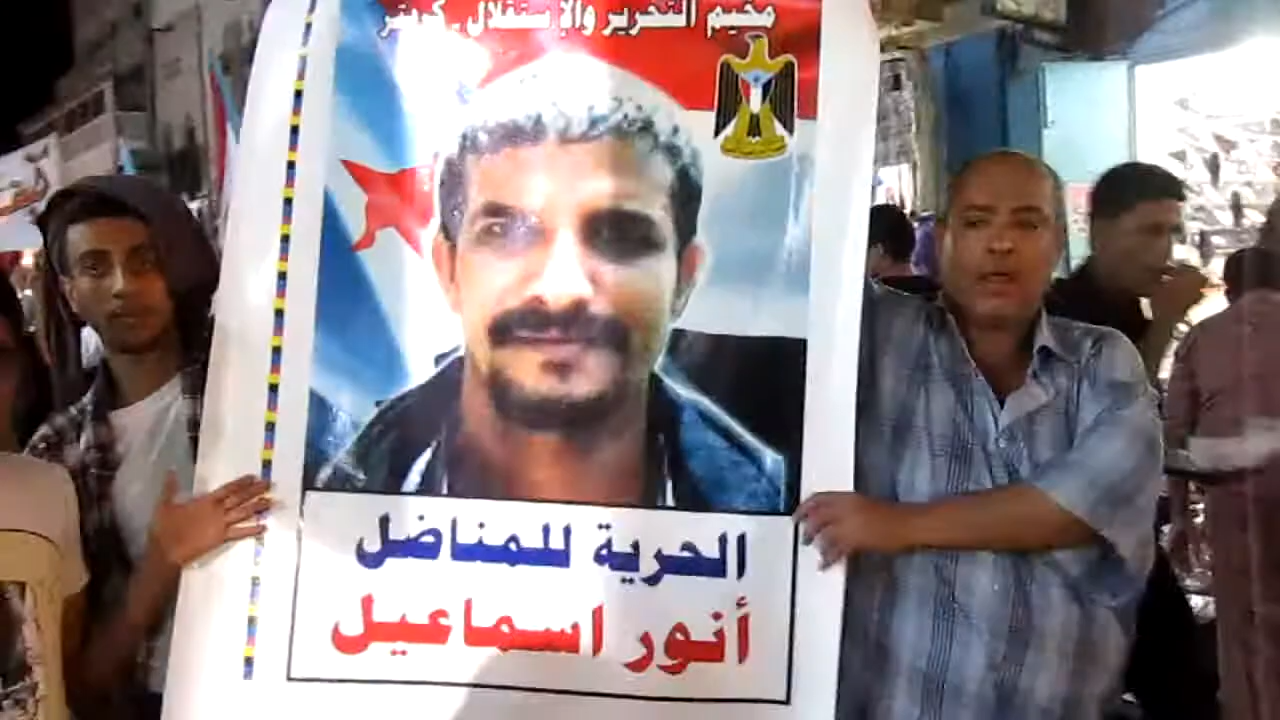 مخيم التحرير والإستقلال - كريتر
الحرية للمناضل
أنور اسماعيل